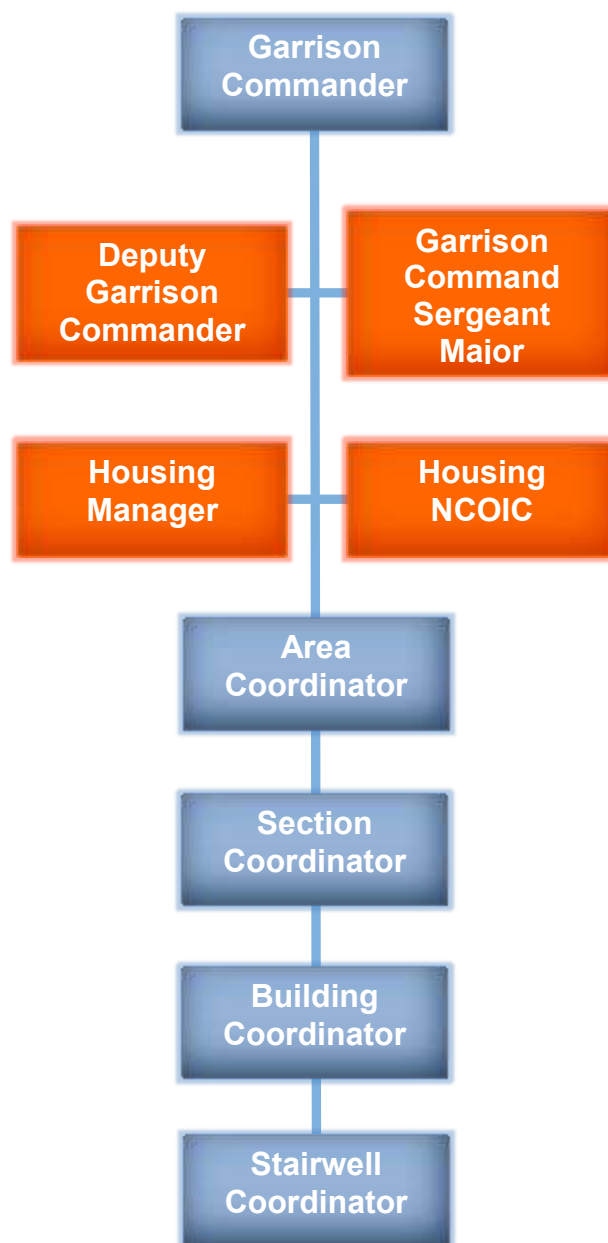 Garrison
Commander
Deputy
Garrison
Commander
Garrison
Command
Sergeant
Major
Housing
Manager
Housing
NCOIC
Area
Coordinator
Section
Coordinator
Building
Coordinator
Stairwell
Coordinator